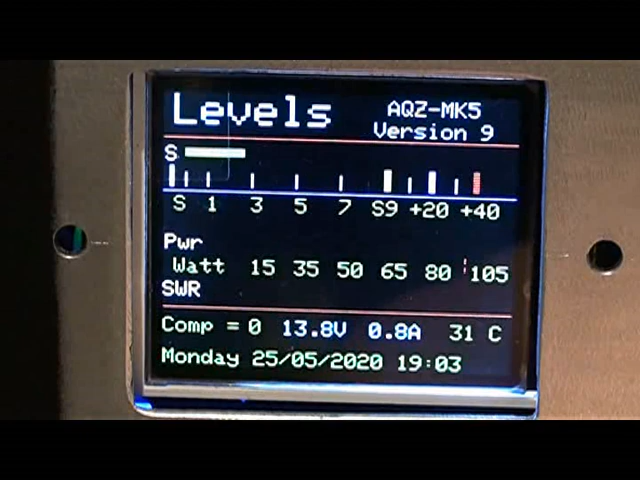 Levels
AQZ-MK5
Version 9
S
S 1 3 5 7 S9 +20 +40
Pwr
Watt 15 35 50 65 80 105
SWR
Comp = 0 13.8V 0.8A 31 C
Monday 25/05/2020 19:03